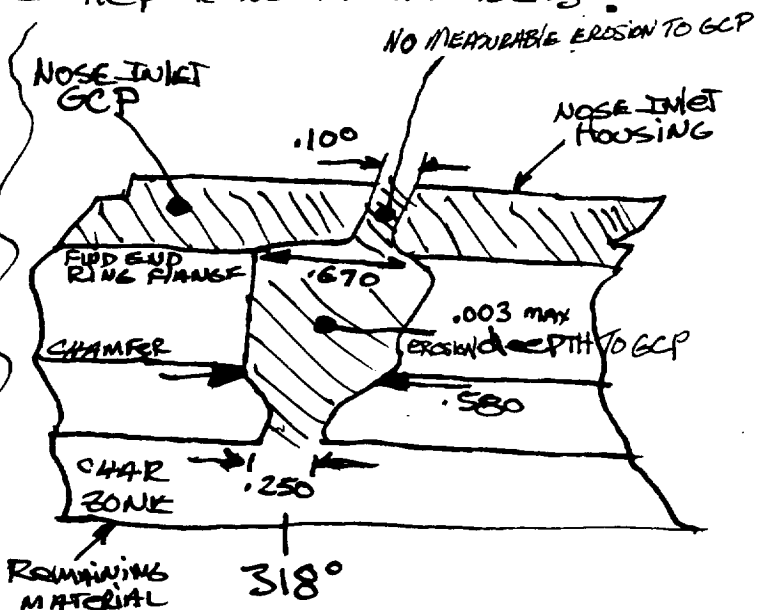 NO MEASURABLE EROSION TO GCP
NOSE INLET
GCP
NOSE INLET
HOUSING
.100
FWD END
RING FLANGE
.670
.003 MAX
EROSION DEPTH TO GCP
CHAMFER
.580
CHAR
ZONE
.250
REMAINING
MATERIAL
318°